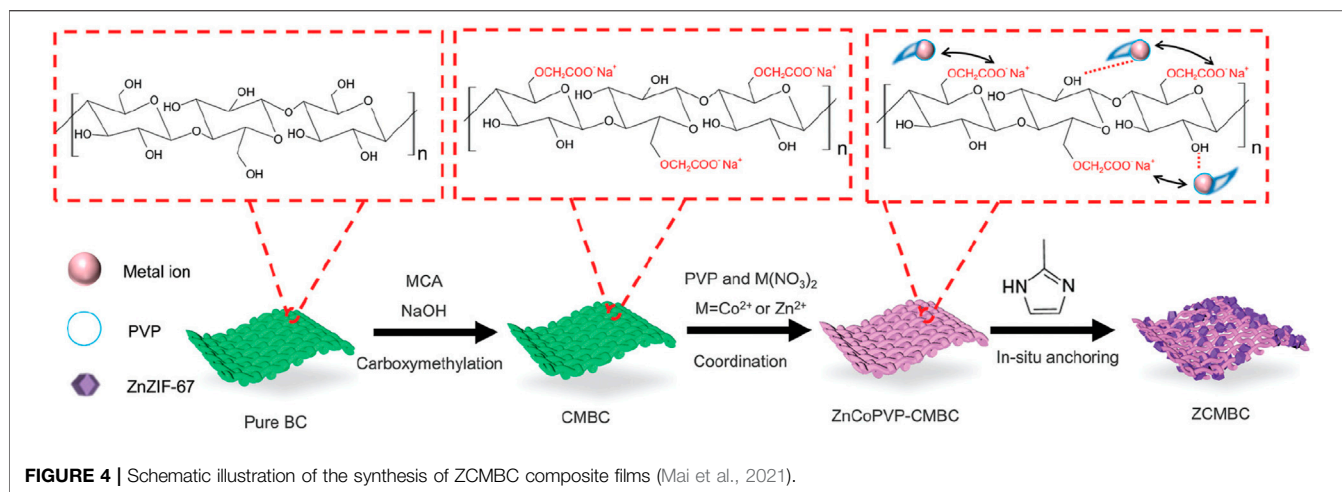 OH
OH
HO
OH
O
O
HO
O
O
HO
OH
O
O
HO
OH
OH
n
OCH₂COO⁻Na⁺
OCH₂COO⁻Na⁺
OH
HO
O
O
O
HO
OH
O
O
O
HO
OH
OCH₂COO⁻Na⁺
n
OCH₂COO⁻Na⁺
OCH₂COO⁻Na⁺
OH
HO
O
O
O
HO
OH
O
O
O
HO
OH
OCH₂COO⁻Na⁺
n
Metal ion
PVP
ZnZIF-67
MCA
NaOH
Carboxymethylation
PVP and M(NO₃)₂
M=Co²⁺ or Zn²⁺
Coordination
HN
N
In-situ anchoring
Pure BC
CMBC
ZnCoPVP-CMBC
ZCMBC
FIGURE 4 | Schematic illustration of the synthesis of ZCMBC composite films (Mai et al., 2021).